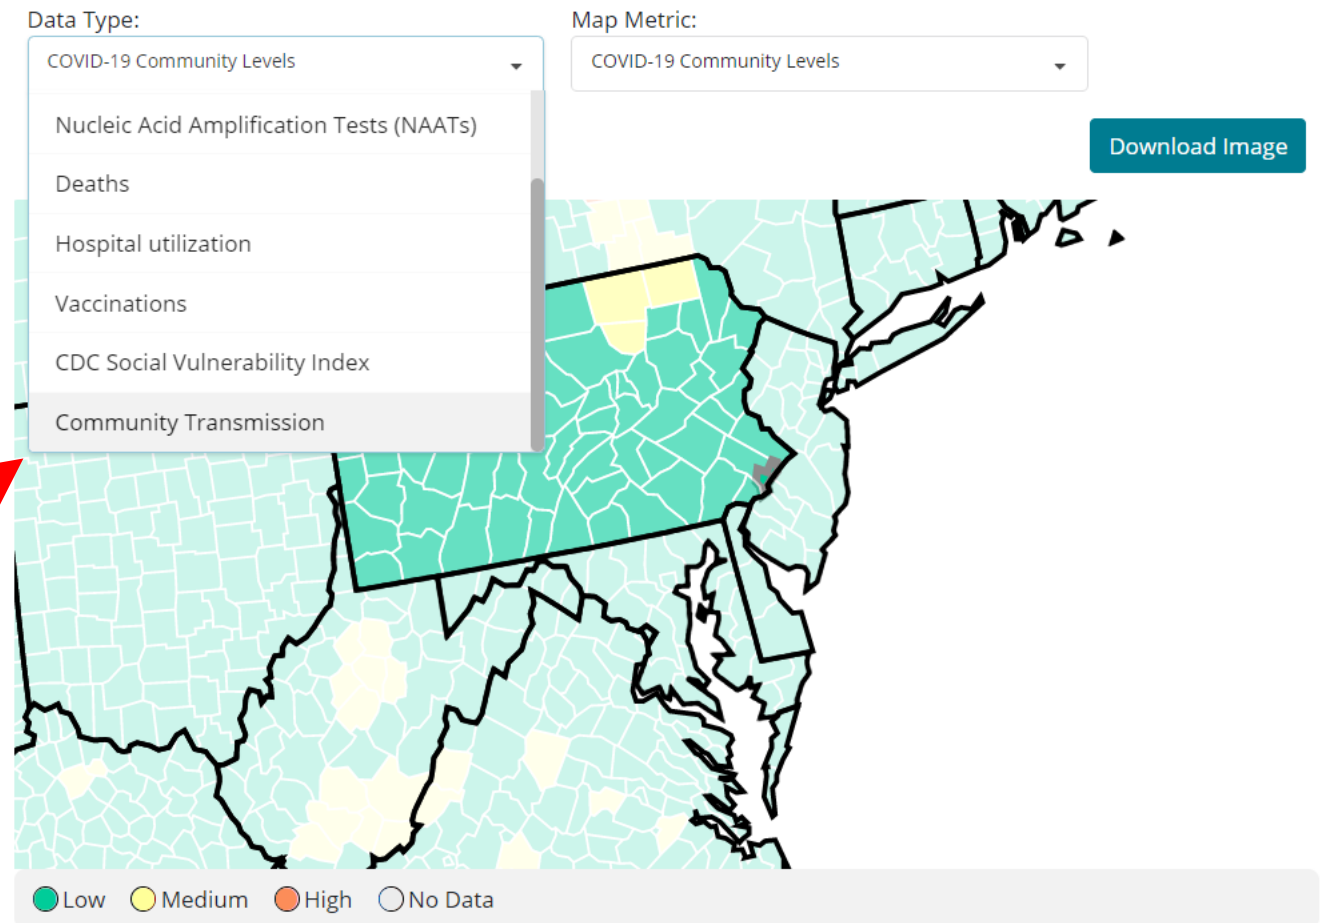 Data Type:
Map Metric:
COVID-19 Community Levels
COVID-19 Community Levels
Nucleic Acid Amplification Tests (NAATs)
Download Image
Deaths
Hospital utilization
Vaccinations
CDC Social Vulnerability Index
Community Transmission
Low
Medium
High
No Data